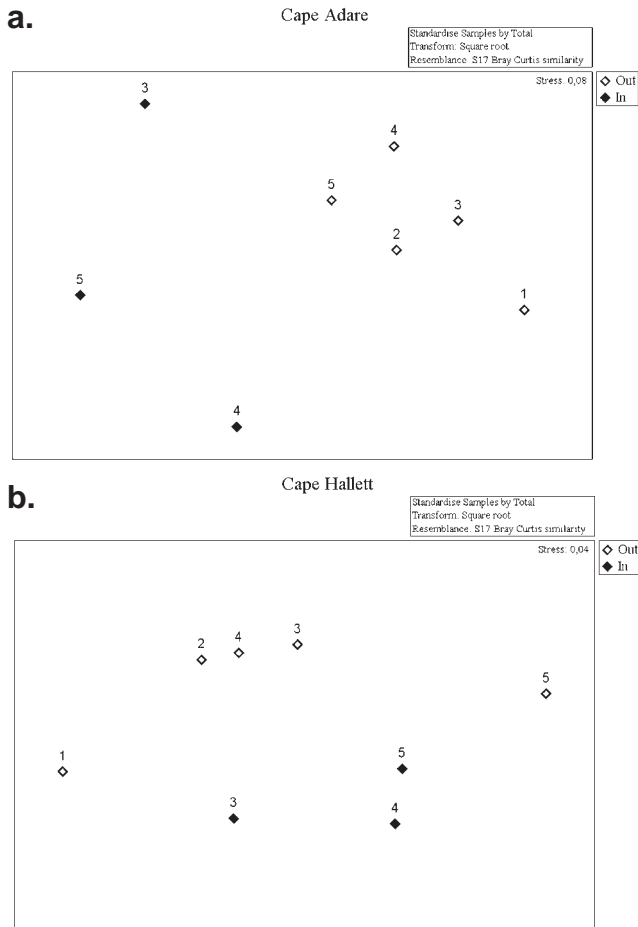 a.
Cape Adare
Standardise Samples by Total
Transform: Square root
Resemblance: S17 Bray Curtis similarity
Stress: 0,08
Out
In
3
4
5
3
2
5
1
4
b.
Cape Hallett
Standardise Samples by Total
Transform: Square root
Resemblance: S17 Bray Curtis similarity
Stress: 0,04
Out
In
2
4
3
5
1
5
3
4